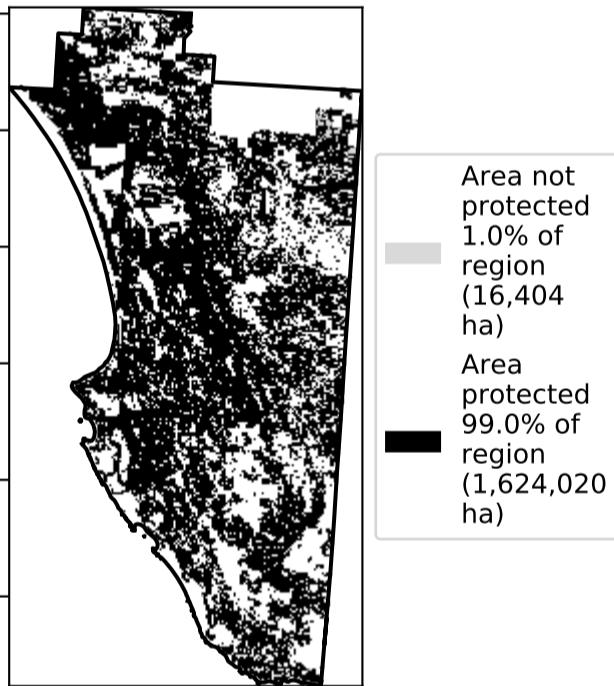 Area not
protected
1.0% of
region
(16,404
ha)
Area
protected
99.0% of
region
(1,624,020
ha)